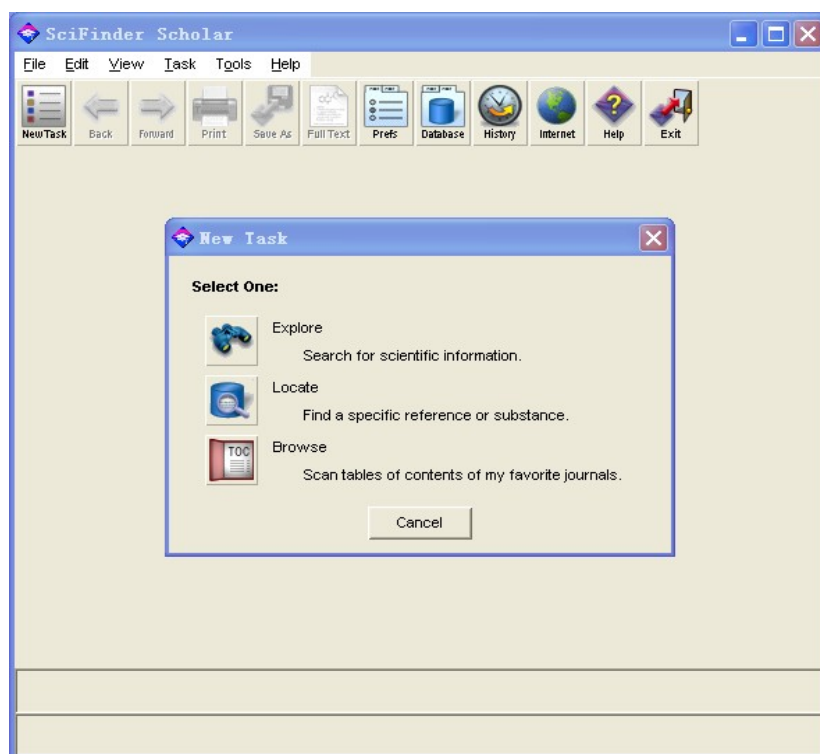 SciFinder Scholar
File Edit View Task Tools Help
New Task Back Forward Print Save As Full Text Prefs Database History Internet Help Exit
New Task
Select One:
Explore
Search for scientific information.
Locate
Find a specific reference or substance.
TOC
Browse
Scan tables of contents of my favorite journals.
Cancel